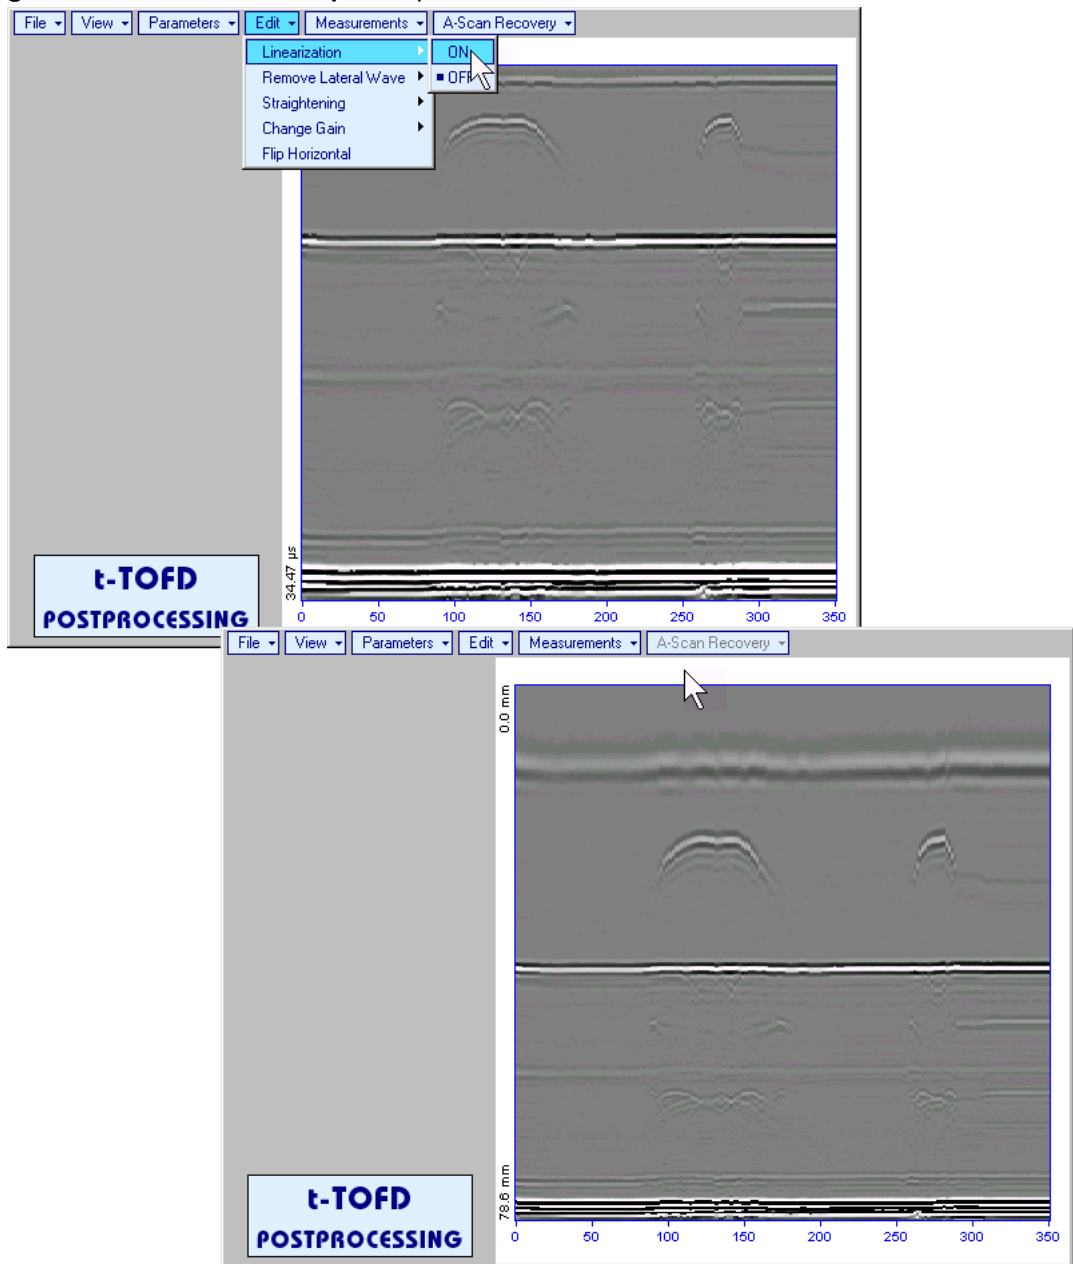 File View Parameters Edit Measurements A-Scan Recovery
Linearization
ON
Remove Lateral Wave
OFF
Straightening
Change Gain
Flip Horizontal
34.47 µs
0 50 100 150 200 250 300 350
t-TOFD
POSTPROCESSING
File View Parameters Edit Measurements A-Scan Recovery
0.0 mm
78.6 mm
0 50 100 150 200 250 300 350
t-TOFD
POSTPROCESSING